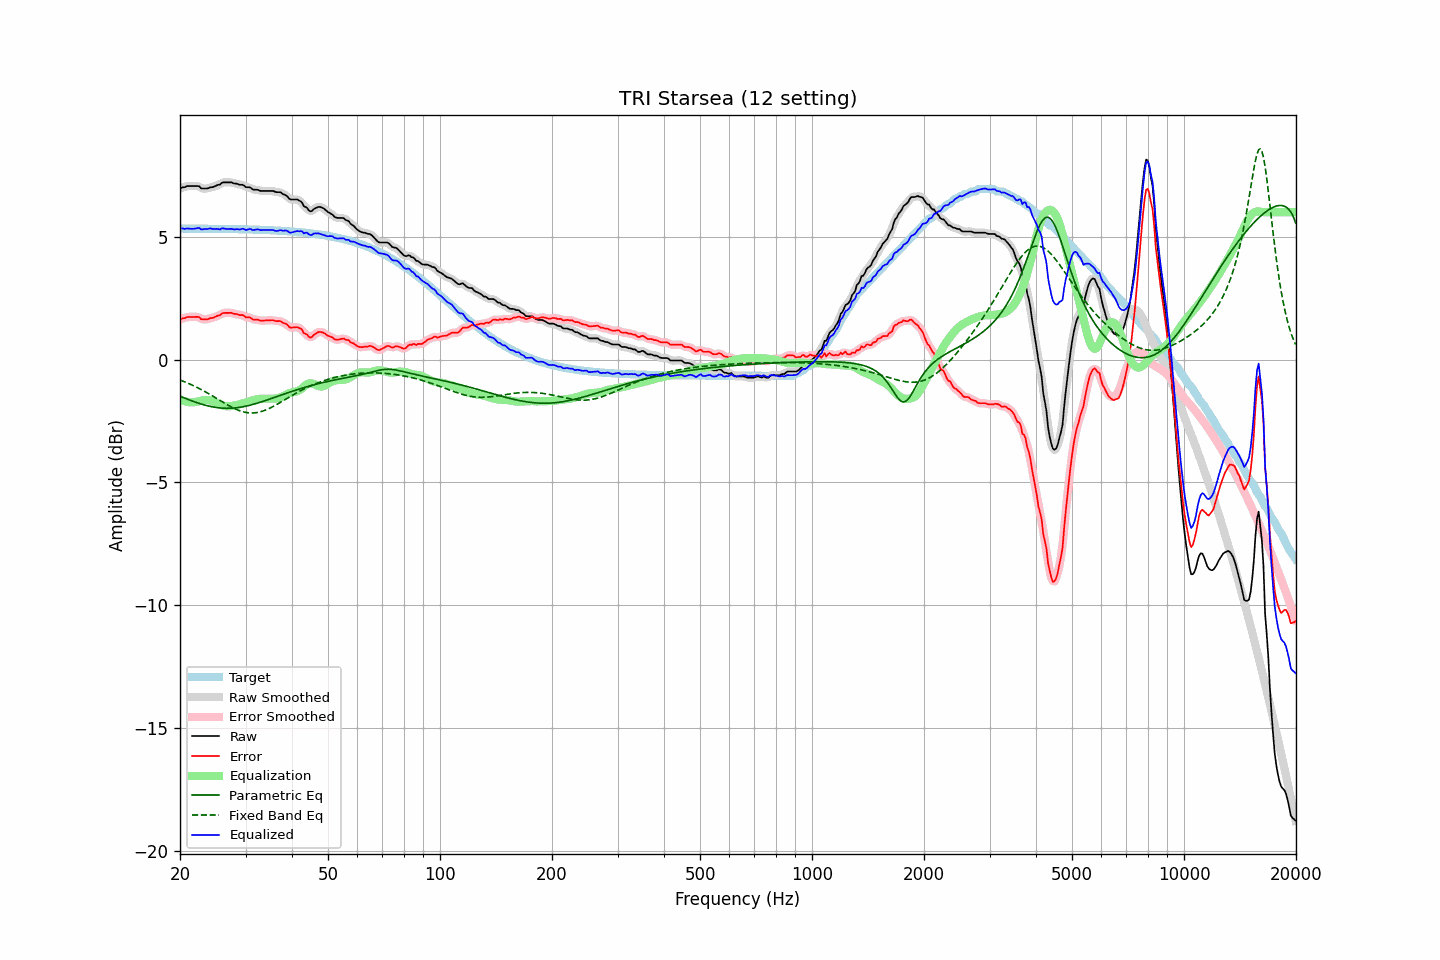 TRI Starsea (12 setting)
Amplitude (dBr)
5
0
−5
−10
−15
−20
Target
Raw Smoothed
Error Smoothed
Raw
Error
Equalization
Parametric Eq
Fixed Band Eq
Equalized
20 50 100 200 500 1000 2000 5000 10000 20000
Frequency (Hz)